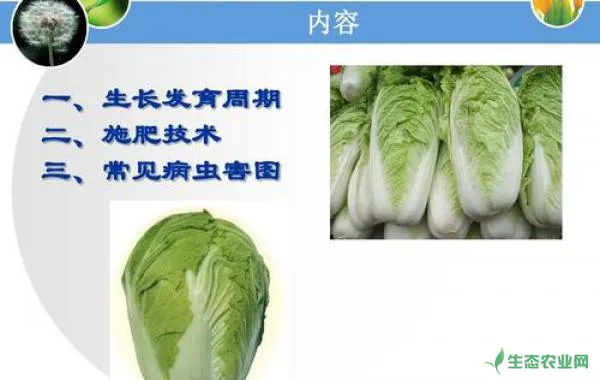 内容
一、生长发育周期
二、施肥技术
三、常见病虫害图
生态农业网